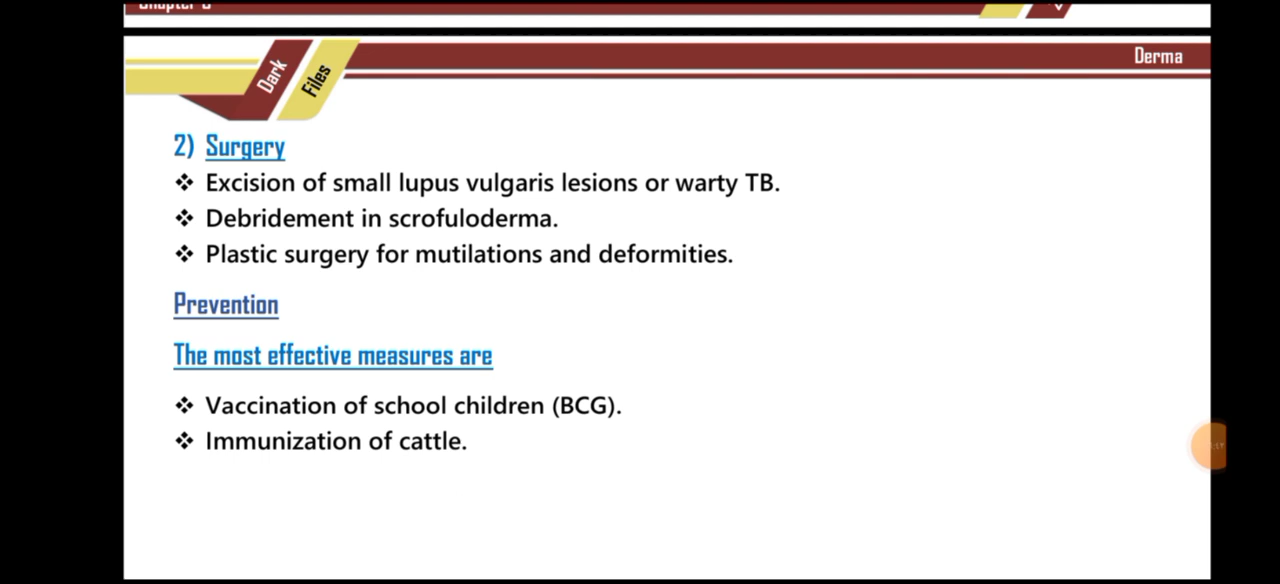 Derma
Dark
Files
2) Surgery
❖ Excision of small lupus vulgaris lesions or warty TB.
❖ Debridement in scrofuloderma.
❖ Plastic surgery for mutilations and deformities.
Prevention
The most effective measures are
❖ Vaccination of school children (BCG).
❖ Immunization of cattle.